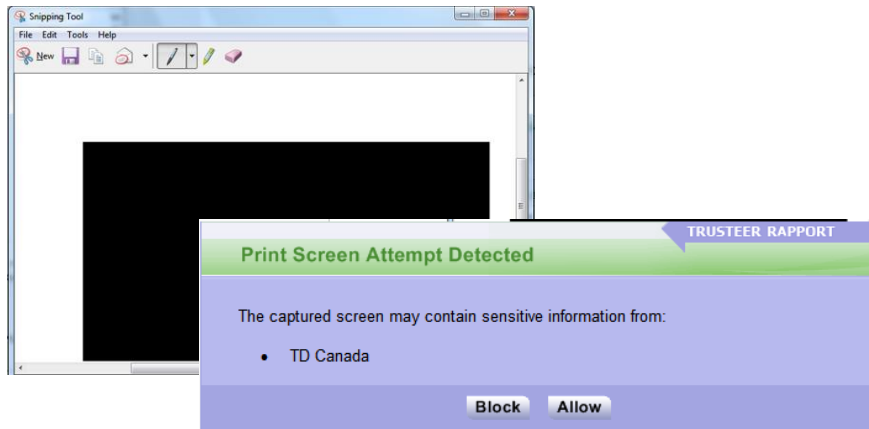 Snipping Tool
File Edit Tools Help
New
TRUSTEER RAPPORT
Print Screen Attempt Detected
The captured screen may contain sensitive information from:
• TD Canada
Block Allow